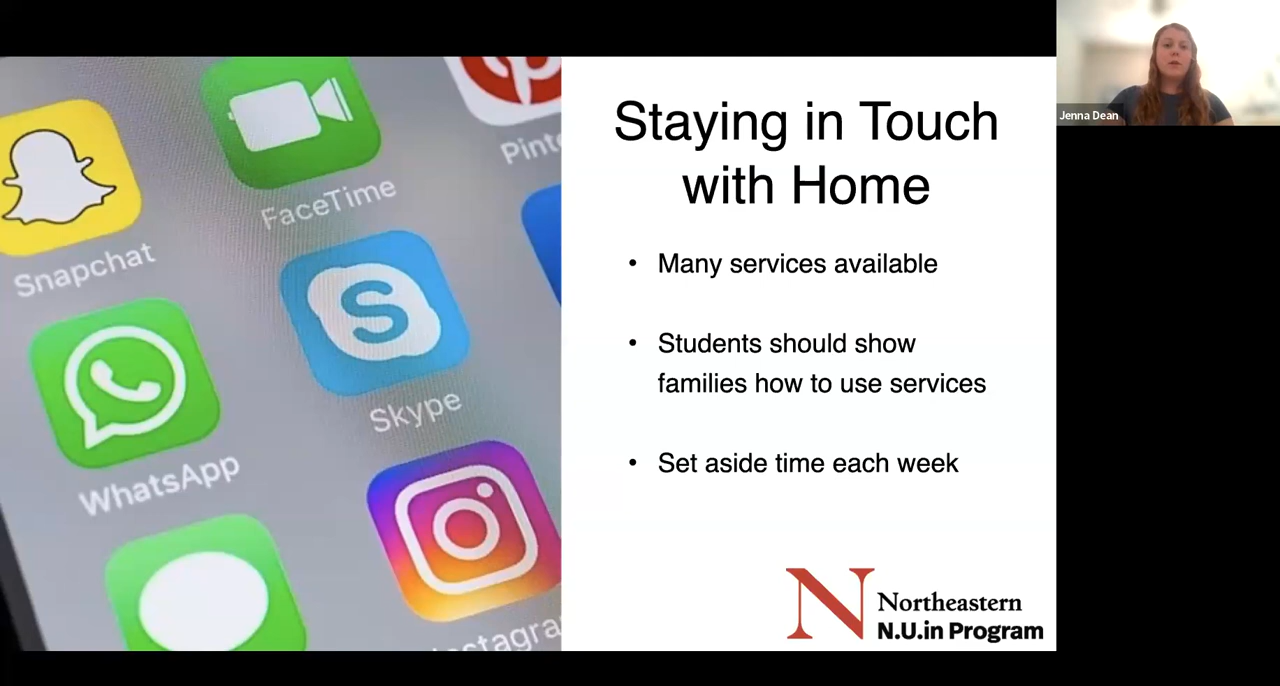 Snapchat
FaceTime
Pinte
WhatsApp
Skype
nstagra
Staying in Touch
with Home
• Many services available
• Students should show
families how to use services
• Set aside time each week
N Northeastern
N.U.in Program
Jenna Dean